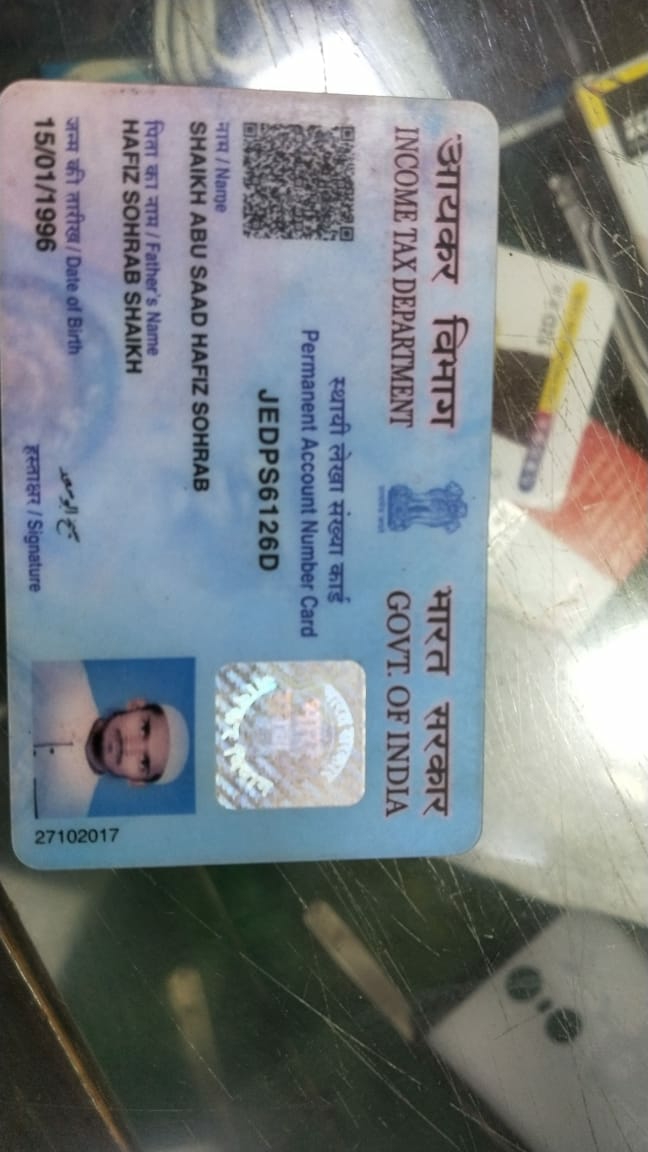 आयकर विभाग
INCOME TAX DEPARTMENT
भारत सरकार
GOVT. OF INDIA
स्थायी लेखा संख्या कार्ड
Permanent Account Number Card
JEDPS6126D
नाम / Name
SHAIKH ABU SAAD HAFIZ SOHRAB
पिता का नाम / Father's Name
HAFIZ SOHRAB SHAIKH
जन्म की तारीख / Date of Birth
15/01/1996
हस्ताक्षर / Signature
27102017